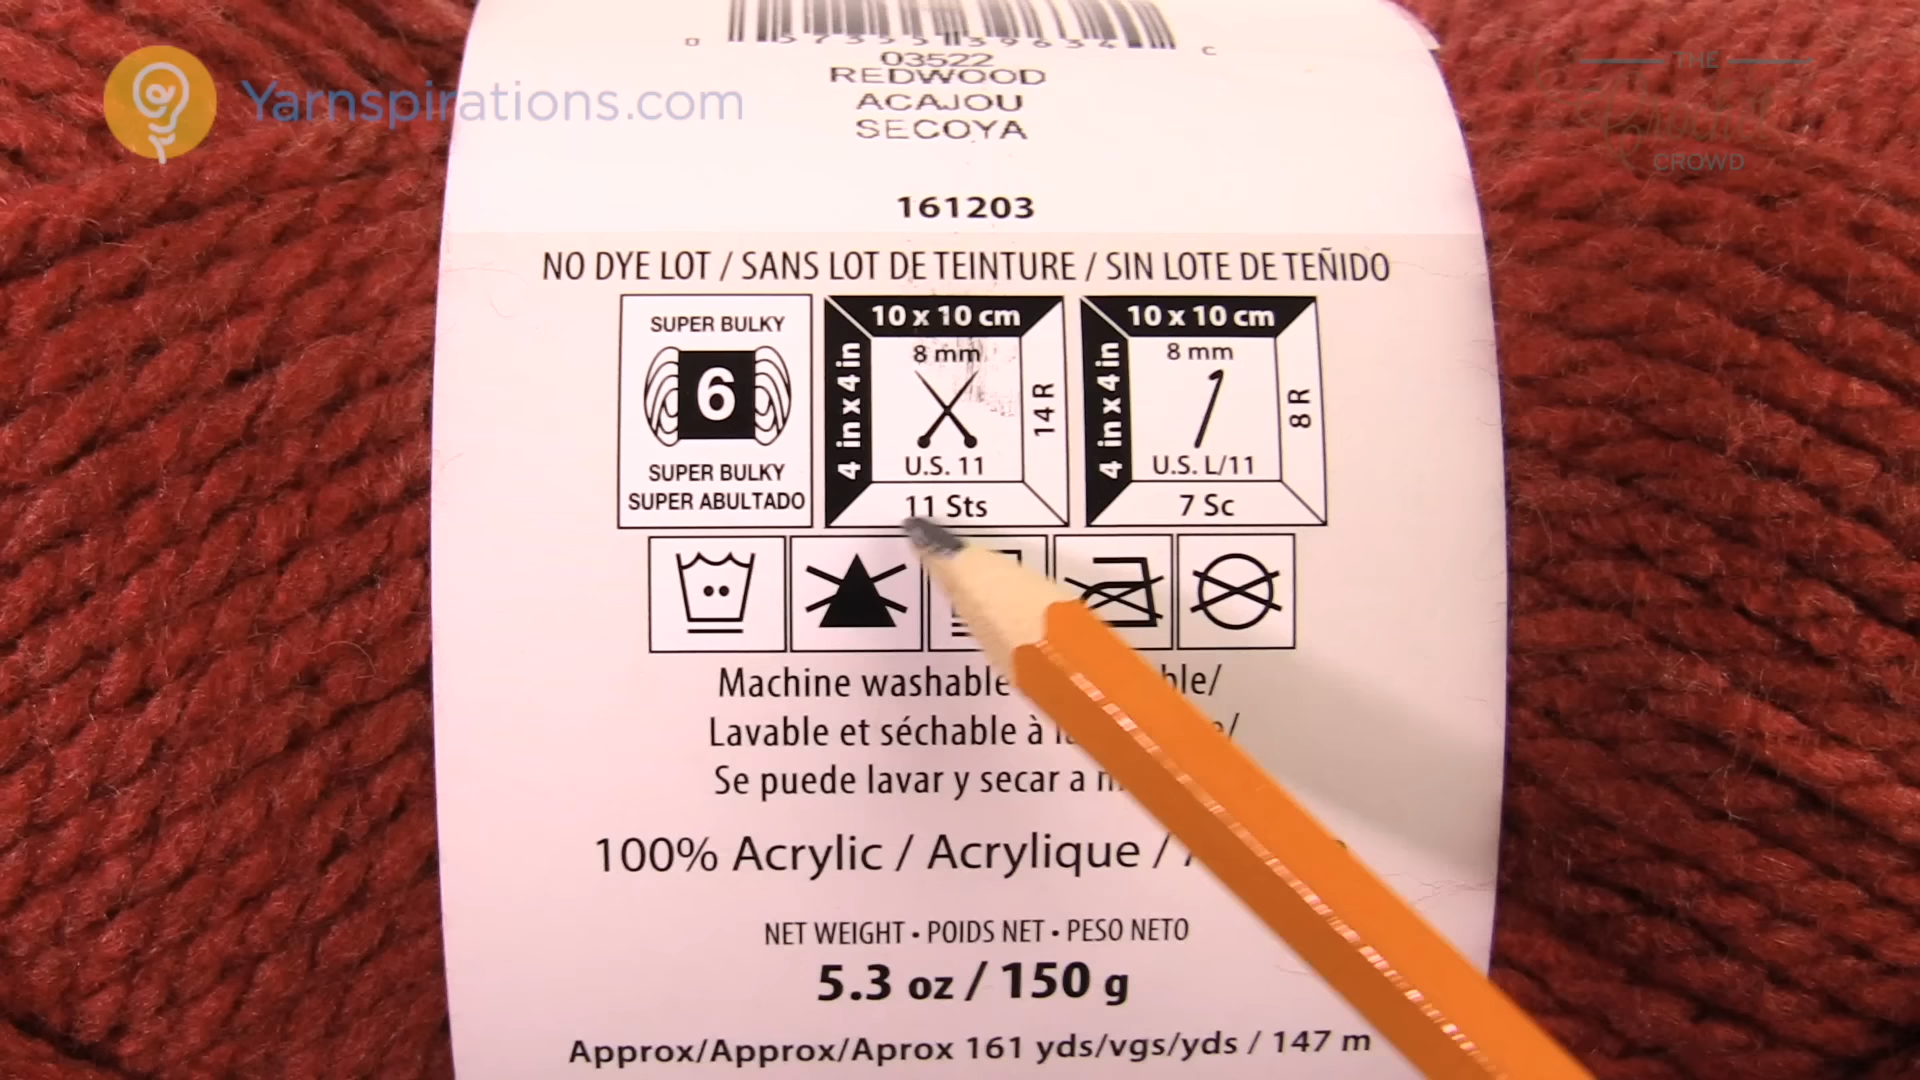 Yarnspirations.com
THE
CROWD
03522
REDWOOD
ACAJOU
SECOYA
161203
NO DYE LOT / SANS LOT DE TEINTURE / SIN LOTE DE TEÑIDO
SUPER BULKY
6
SUPER BULKY
SUPER ABULTADO
10 x 10 cm
4 in x 4 in
8 mm
14 R
U.S. 11
11 Sts
10 x 10 cm
4 in x 4 in
8 mm
8 R
U.S. L/11
7 Sc
Machine washable
Lavable et séchable à
Se puede lavar y secar a
100% Acrylic / Acrylique /
NET WEIGHT • POIDS NET • PESO NETO
5.3 oz / 150 g
Approx/Approx/Aprox 161 yds/vgs/yds / 147 m